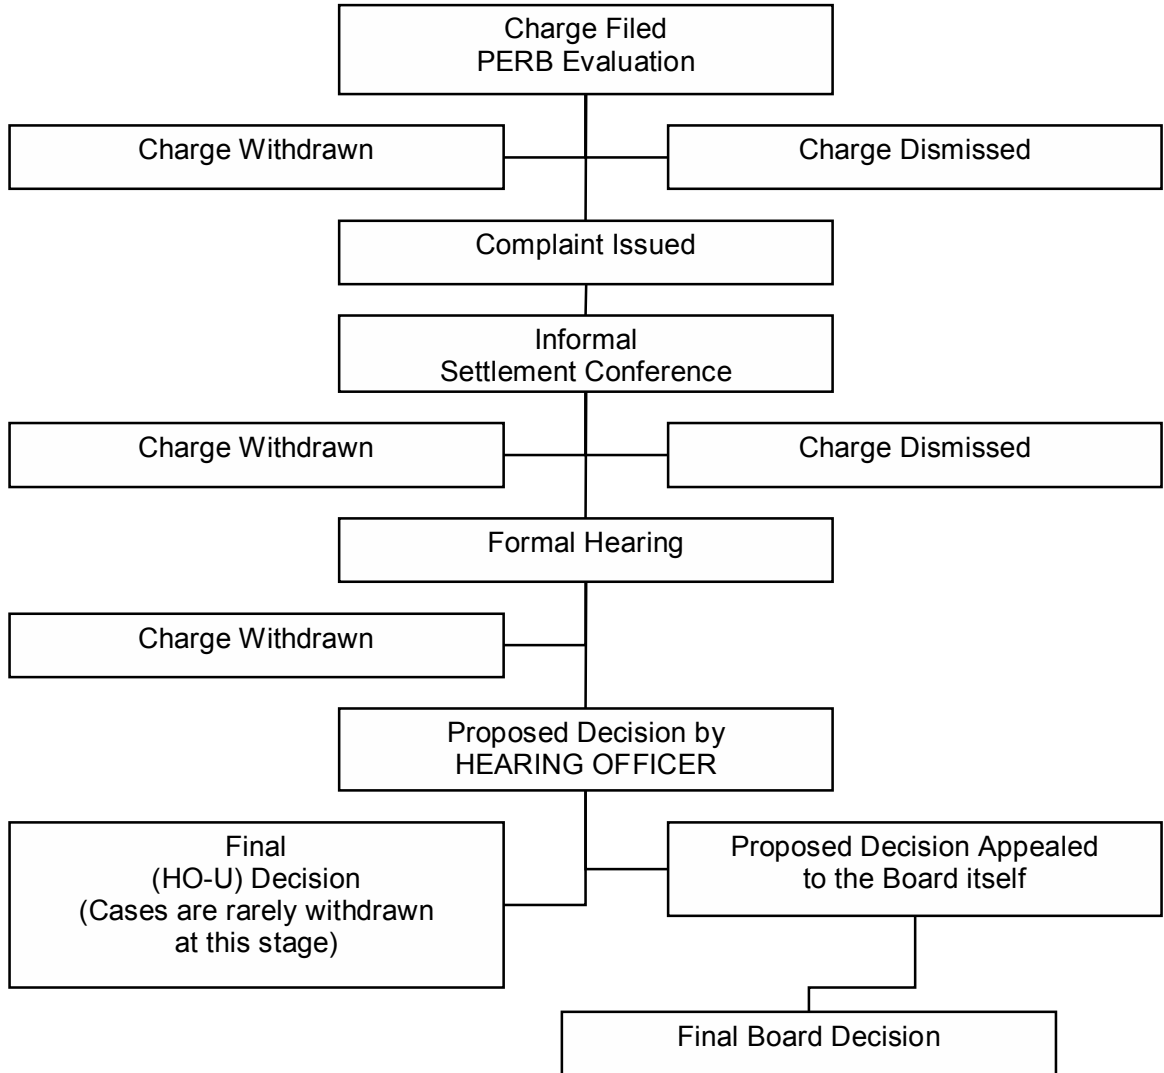 Charge Filed
PERB Evaluation
Charge Withdrawn
Charge Dismissed
Complaint Issued
Informal
Settlement Conference
Charge Withdrawn
Charge Dismissed
Formal Hearing
Charge Withdrawn
Proposed Decision by
HEARING OFFICER
Final
(HO-U) Decision
(Cases are rarely withdrawn
at this stage)
Proposed Decision Appealed
to the Board itself
Final Board Decision